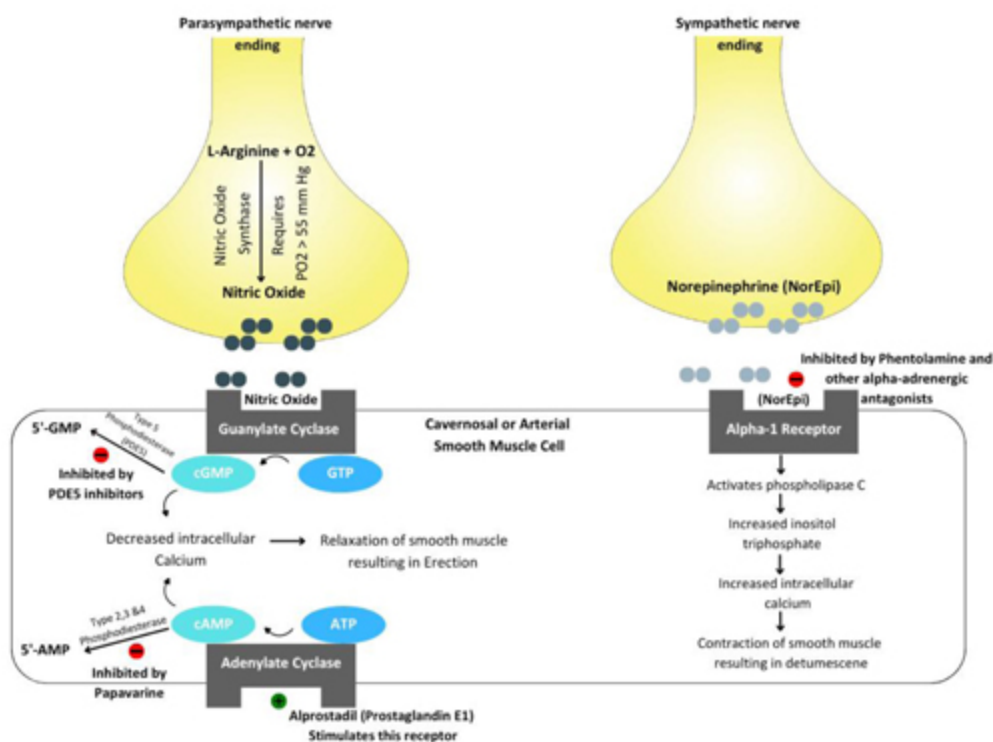 Parasympathetic nerve
ending
Sympathetic nerve
ending
L-Arginine + O2
Nitric Oxide
Synthase
Requires
PO2 > 55 mm Hg
Nitric Oxide
Norepinephrine (NorEpi)
Nitric Oxide
Guanylate Cyclase
Cavernosal or Arterial
Smooth Muscle Cell
Inhibited by Phentolamine and
other alpha-adrenergic
antagonists
(NorEpi)
Alpha-1 Receptor
5'-GMP
Type 5
Phosphodiesterase
(PDE5)
Inhibited by
PDE5 inhibitors
cGMP
GTP
Activates phospholipase C
Increased inositol
triphosphate
Increased intracellular
calcium
Contraction of smooth muscle
resulting in detumescene
Decreased intracellular
Calcium
Relaxation of smooth muscle
resulting in Erection
Type 2,3 &4
Phosphodiesterase
5'-AMP
cAMP
ATP
Inhibited by
Papavarine
Adenylate Cyclase
Alprostadil (Prostaglandin E1)
Stimulates this receptor